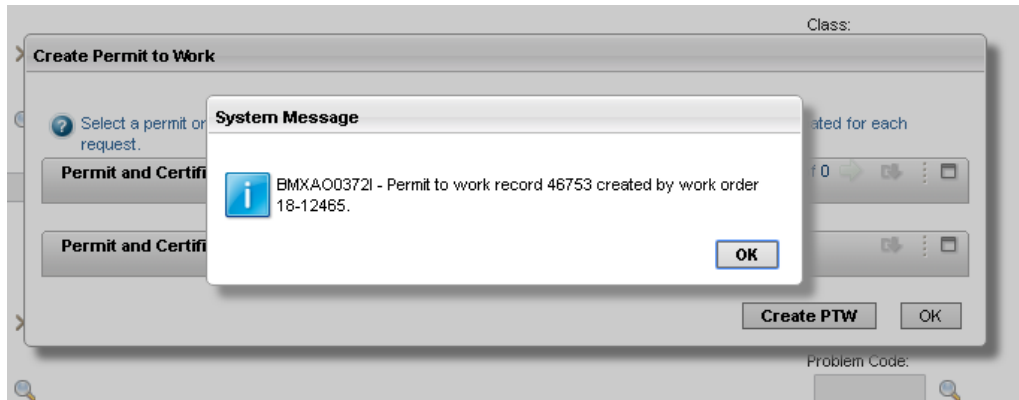 Class:
Create Permit to Work
Select a permit or
ated for each
request.
System Message
Permit and Certifi
0
BMXAO0372I - Permit to work record 46753 created by work order
18-12465.
Permit and Certifi
OK
Create PTW
OK
Problem Code: